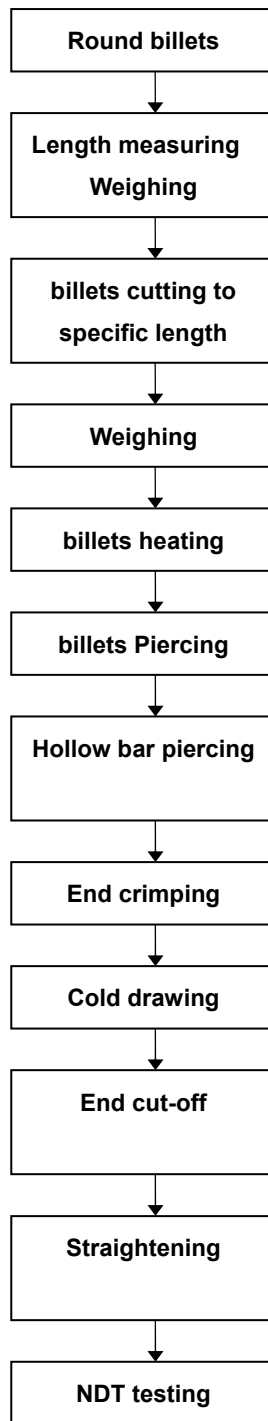 Round billets
Length measuring
Weighing
billets cutting to
specific length
Weighing
billets heating
billets Piercing
Hollow bar piercing
End crimping
Cold drawing
End cut-off
Straightening
NDT testing